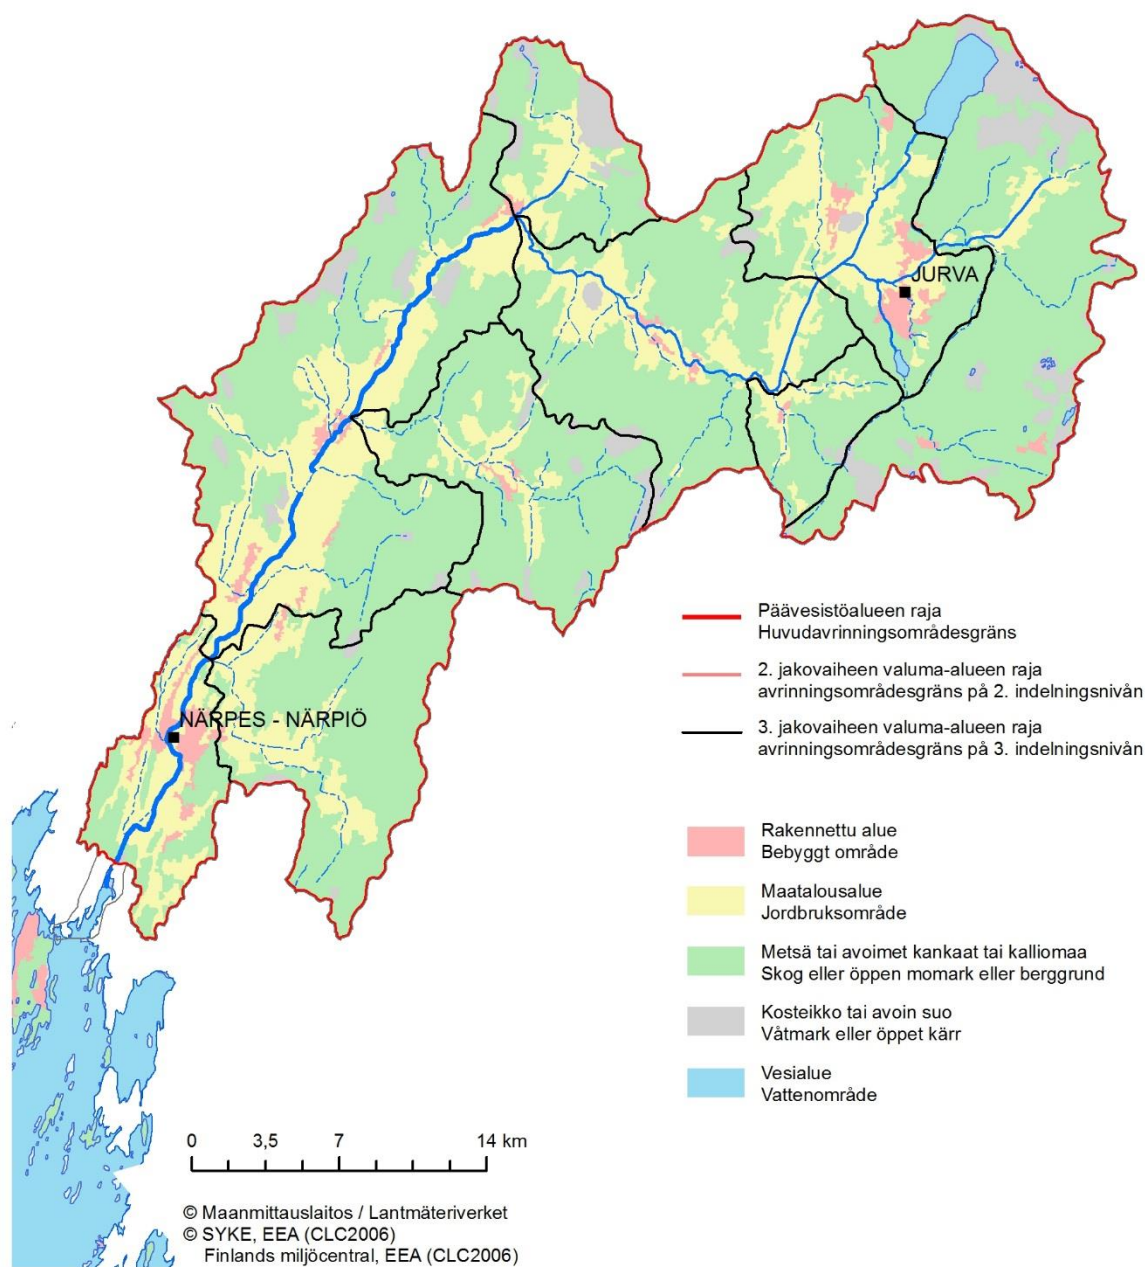 JURVA
NÄRPES - NÄRPIÖ
Päävesistöalueen raja
Huvudavrinningsområdesgräns
2. jakovaiheen valuma-alueen raja
avrinningsområdesgräns på 2. indelningsnivån
3. jakovaiheen valuma-alueen raja
avrinningsområdesgräns på 3. indelningsnivån
Rakennettu alue
Bebyggt område
Maatalousalue
Jordbruksområde
Metsä tai avoimet kankaat tai kalliomaa
Skog eller öppen momark eller berggrund
Kosteikko tai avoin suo
Våtmark eller öppet kärr
Vesialue
Vattenområde
0 3,5 7 14 km
© Maanmittauslaitos / Lantmäteriverket
© SYKE, EEA (CLC2006)
Finlands miljöcentral, EEA (CLC2006)